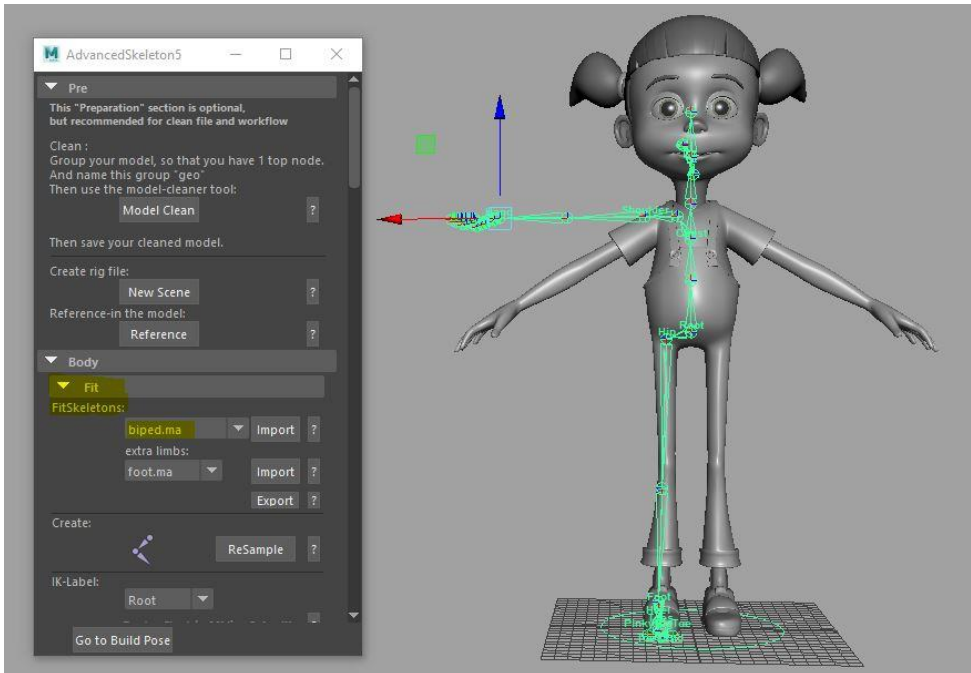 AdvancedSkeleton5
Pre
This "Preparation" section is optional,
but recommended for clean file and workflow
Clean :
Group your model, so that you have 1 top node.
And name this group "geo"
Then use the model-cleaner tool:
Model Clean ?
Then save your cleaned model.
Create rig file:
New Scene ?
Reference-in the model:
Reference ?
Body
Fit
FitSkeletons:
biped.ma Import ?
extra limbs:
foot.ma Import ?
Export ?
Create:
ReSample ?
IK-Label:
Root
Go to Build Pose
Shoulder
Chest
Root
Hip
Foot